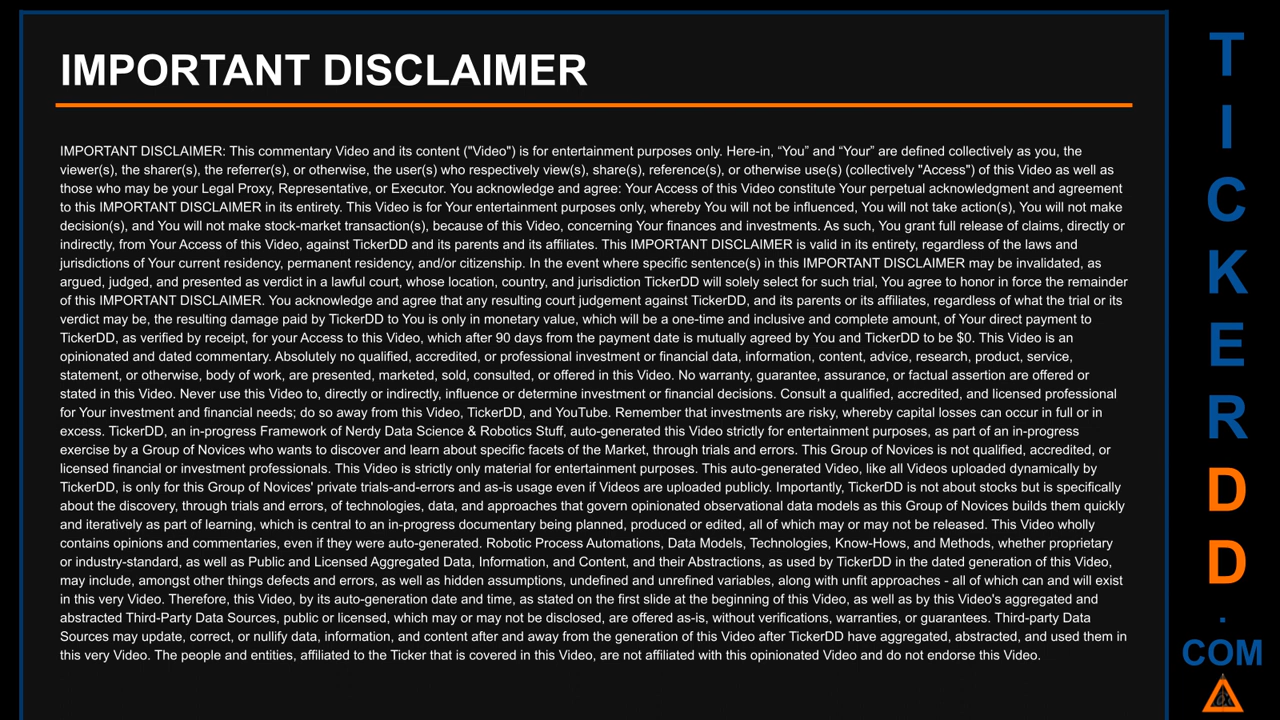 IMPORTANT DISCLAIMER
IMPORTANT DISCLAIMER: This commentary Video and its content ("Video") is for entertainment purposes only. Here-in, “You” and “Your” are defined collectively as you, the
viewer(s), the sharer(s), the referrer(s), or otherwise, the user(s) who respectively view(s), share(s), reference(s), or otherwise use(s) (collectively "Access") of this Video as well as
those who may be your Legal Proxy, Representative, or Executor. You acknowledge and agree: Your Access of this Video constitute Your perpetual acknowledgment and agreement
to this IMPORTANT DISCLAIMER in its entirety. This Video is for Your entertainment purposes only, whereby You will not be influenced, You will not take action(s), You will not make
decision(s), and You will not make stock-market transaction(s), because of this Video, concerning Your finances and investments. As such, You grant full release of claims, directly or
indirectly, from Your Access of this Video, against TickerDD and its parents and its affiliates. This IMPORTANT DISCLAIMER is valid in its entirety, regardless of the laws and
jurisdictions of Your current residency, permanent residency, and/or citizenship. In the event where specific sentence(s) in this IMPORTANT DISCLAIMER may be invalidated, as
argued, judged, and presented as verdict in a lawful court, whose location, country, and jurisdiction TickerDD will solely select for such trial, You agree to honor in force the remainder
of this IMPORTANT DISCLAIMER. You acknowledge and agree that any resulting court judgement against TickerDD, and its parents or its affiliates, regardless of what the trial or its
verdict may be, the resulting damage paid by TickerDD to You is only in monetary value, which will be a one-time and inclusive and complete amount, of Your direct payment to
TickerDD, as verified by receipt, for your Access to this Video, which after 90 days from the payment date is mutually agreed by You and TickerDD to be $0. This Video is an
opinionated and dated commentary. Absolutely no qualified, accredited, or professional investment or financial data, information, content, advice, research, product, service,
statement, or otherwise, body of work, are presented, marketed, sold, consulted, or offered in this Video. No warranty, guarantee, assurance, or factual assertion are offered or
stated in this Video. Never use this Video to, directly or indirectly, influence or determine investment or financial decisions. Consult a qualified, accredited, and licensed professional
for Your investment and financial needs; do so away from this Video, TickerDD, and YouTube. Remember that investments are risky, whereby capital losses can occur in full or in
excess. TickerDD, an in-progress Framework of Nerdy Data Science & Robotics Stuff, auto-generated this Video strictly for entertainment purposes, as part of an in-progress
exercise by a Group of Novices who wants to discover and learn about specific facets of the Market, through trials and errors. This Group of Novices is not qualified, accredited, or
licensed financial or investment professionals. This Video is strictly only material for entertainment purposes. This auto-generated Video, like all Videos uploaded dynamically by
TickerDD, is only for this Group of Novices' private trials-and-errors and as-is usage even if Videos are uploaded publicly. Importantly, TickerDD is not about stocks but is specifically
about the discovery, through trials and errors, of technologies, data, and approaches that govern opinionated observational data models as this Group of Novices builds them quickly
and iteratively as part of learning, which is central to an in-progress documentary being planned, produced or edited, all of which may or may not be released. This Video wholly
contains opinions and commentaries, even if they were auto-generated. Robotic Process Automations, Data Models, Technologies, Know-Hows, and Methods, whether proprietary
or industry-standard, as well as Public and Licensed Aggregated Data, Information, and Content, and their Abstractions, as used by TickerDD in the dated generation of this Video,
may include, amongst other things defects and errors, as well as hidden assumptions, undefined and unrefined variables, along with unfit approaches - all of which can and will exist
in this very Video. Therefore, this Video, by its auto-generation date and time, as stated on the first slide at the beginning of this Video, as well as by this Video's aggregated and
abstracted Third-Party Data Sources, public or licensed, which may or may not be disclosed, are offered as-is, without verifications, warranties, or guarantees. Third-party Data
Sources may update, correct, or nullify data, information, and content after and away from the generation of this Video after TickerDD have aggregated, abstracted, and used them in
this very Video. The people and entities, affiliated to the Ticker that is covered in this Video, are not affiliated with this opinionated Video and do not endorse this Video.
T
I
C
K
E
R
D
D
.
COM